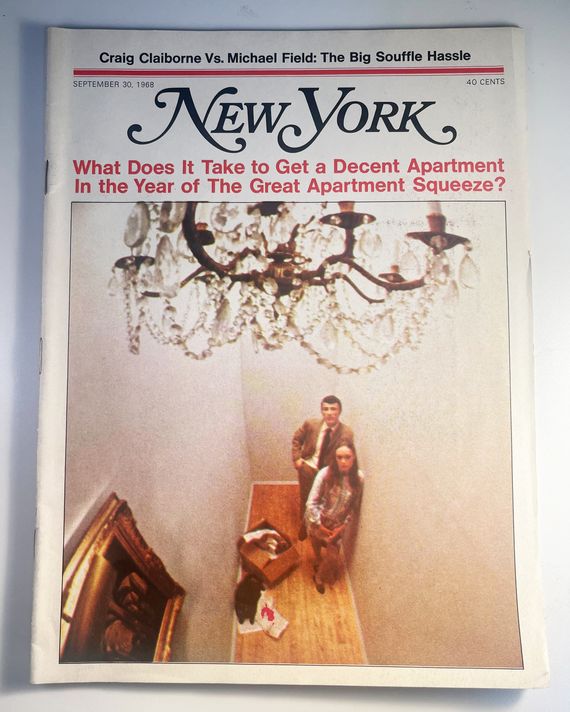 Craig Claiborne Vs. Michael Field: The Big Souffle Hassle
SEPTEMBER 30, 1968
40 CENTS
NEW YORK
What Does It Take to Get a Decent Apartment
In the Year of The Great Apartment Squeeze?